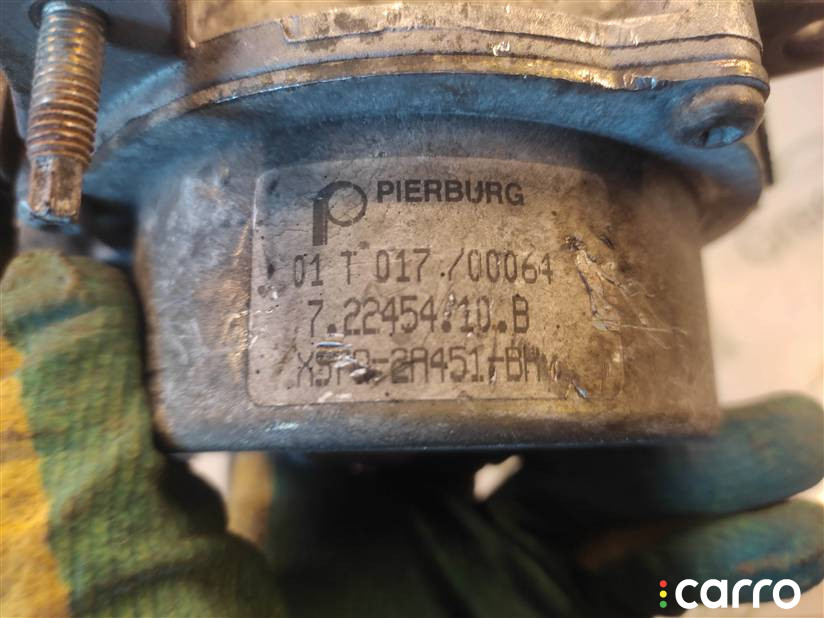 PIERBURG
01 T 017 /00064
7.22454.10.B
carro